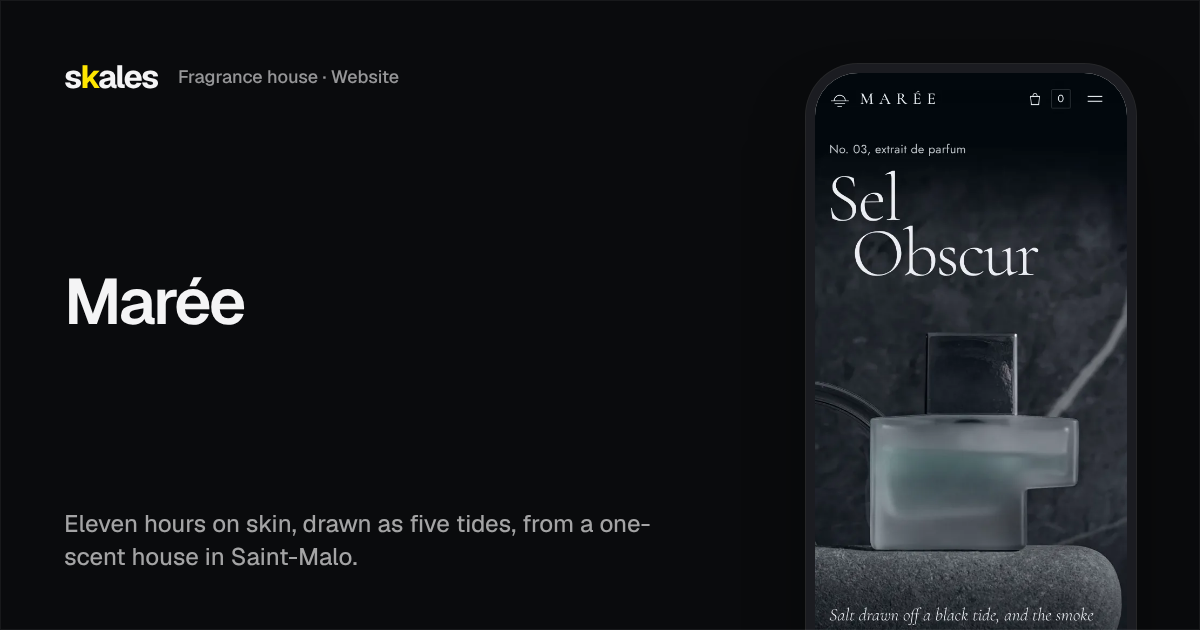 skales
Fragrance house · Website
Marée
Eleven hours on skin, drawn as five tides, from a one-
scent house in Saint-Malo.
MARÉE
0
No. 03, extrait de parfum
Sel
Obscur
Salt drawn off a black tide, and the smoke